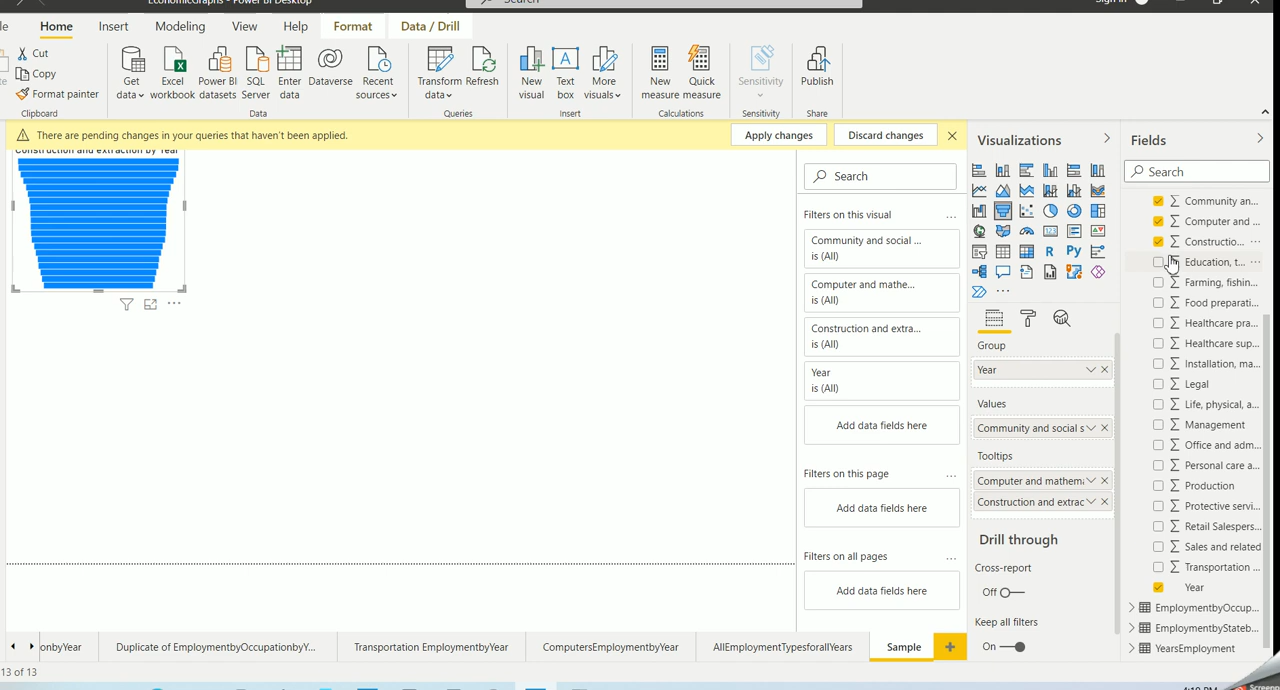 EconomicGraphs - Power BI Desktop
Search
Sign in
Home
Insert
Modeling
View
Help
Format
Data / Drill
Cut
Copy
Format painter
Clipboard
Get data
Excel workbook
Power BI datasets
SQL Server
Enter data
Dataverse
Recent sources
Data
Transform data
Refresh
Queries
New visual
Text box
More visuals
Insert
New measure
Quick measure
Calculations
Sensitivity
Sensitivity
Publish
Share
There are pending changes in your queries that haven't been applied.
Apply changes
Discard changes
Construction and extraction by Year
Search
Filters on this visual
...
Community and social ...
is (All)
Computer and mathe...
is (All)
Construction and extra...
is (All)
Year
is (All)
Add data fields here
Filters on this page
...
Add data fields here
Filters on all pages
...
Add data fields here
Visualizations
R
Py
123
...
Group
Year
Values
Community and social s
Tooltips
Computer and mathem
Construction and extrac
Drill through
Cross-report
Off
Keep all filters
On
Fields
Search
Community an...
Computer and ...
Constructio... ...
Education, t... ...
Farming, fishin...
Food preparati...
Healthcare pra...
Healthcare sup...
Installation, ma...
Legal
Life, physical, a...
Management
Office and adm...
Personal care a...
Production
Protective servi...
Retail Salespers...
Sales and related
Transportation ...
Year
EmploymentbyOccup...
EmploymentbyStateb...
YearsEmployment
onbyYear
Duplicate of EmploymentbyOccupationbyY...
Transportation EmploymentbyYear
ComputersEmploymentbyYear
AllEmploymentTypesforallYears
Sample
13 of 13
4:10 PM